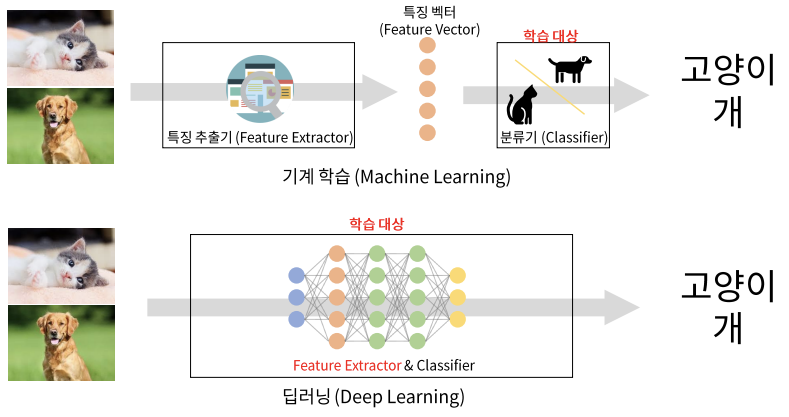 특징 벡터
(Feature Vector)
학습 대상
특징 추출기 (Feature Extractor)
분류기 (Classifier)
고양이
개
기계 학습 (Machine Learning)
학습 대상
Feature Extractor & Classifier
고양이
개
딥러닝 (Deep Learning)